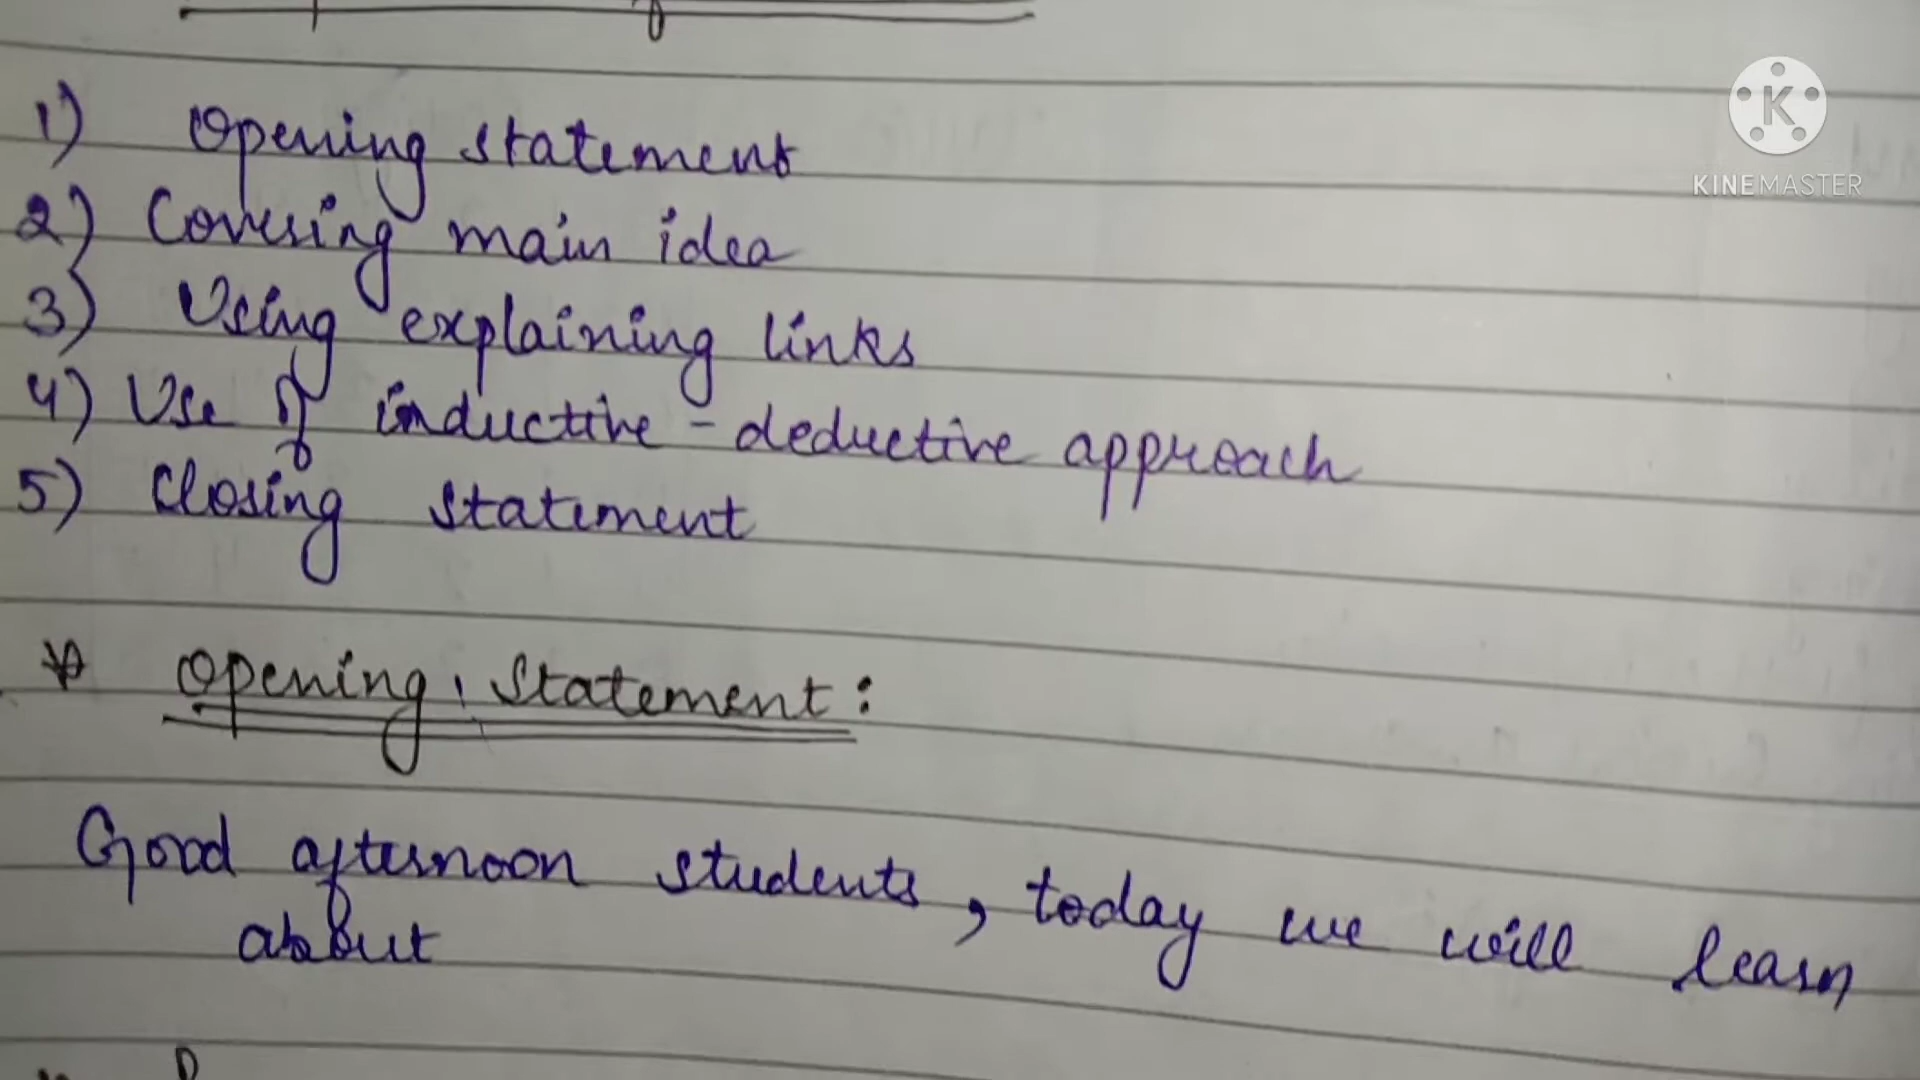 1) Opening statement
2) Covering main idea
3) Using explaining links
4) Use of inductive - deductive approach
5) Closing statement
Opening Statement:
Good afternoon students, today we will learn
about
KINEMASTER